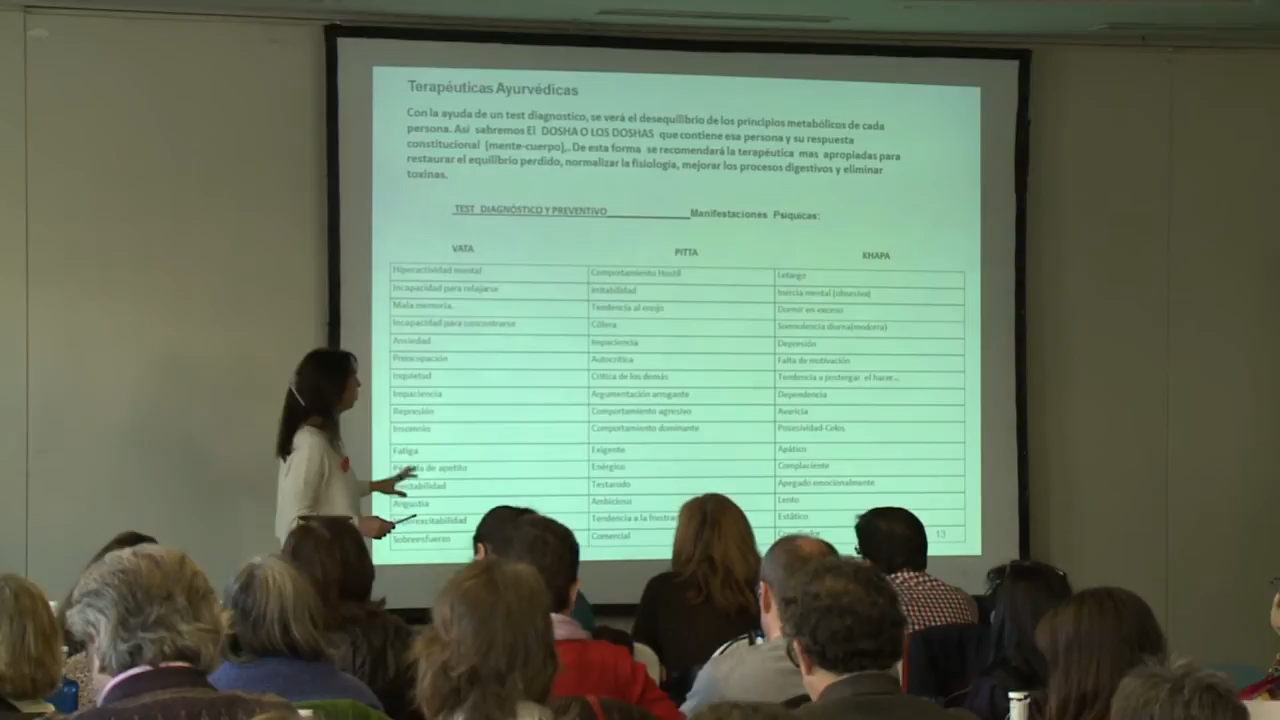 Terapéuticas Ayurvédicas
Con la ayuda de un test diagnostico, se verá el desequilibrio de los principios metabólicos de cada
persona. Así sabremos El DOSHA O LOS DOSHAS que contiene esa persona y su respuesta
constitucional (mente-cuerpo),. De esta forma se recomendará la terapéutica mas apropiadas para
restaurar el equilibrio perdido, normalizar la fisiología, mejorar los procesos digestivos y eliminar
toxinas.
TEST DIAGNÓSTICO Y PREVENTIVO Manifestaciones Psiquicas:
VATA PITTA KHAPA
Hiperactividad mental Comportamiento Hostil Letargo
Incapacidad para relajarse Irritabilidad Inercia mental (obsesiva)
Mala memoria. Tendencia al enojo Dormir en exceso
Incapacidad para concentrarse Cólera Somnolencia diurna(modorra)
Ansiedad Impaciencia Depresión
Preocupación Autocrítica Falta de motivación
Inquietud Crítica de los demás Tendencia a postergar el hacer...
Impaciencia Argumentación arrogante Dependencia
Represión Comportamiento agresivo Avaricia
Insomnio Comportamiento dominante Posesividad-Celos
Fatiga Exigente Apático
Pérdida de apetito Enérgico Complaciente
Testarudo Apegado emocionalmente
Angustia Ambicioso Lento
Tendencia a la Estático
Sobreesfuerzo Comercial 13